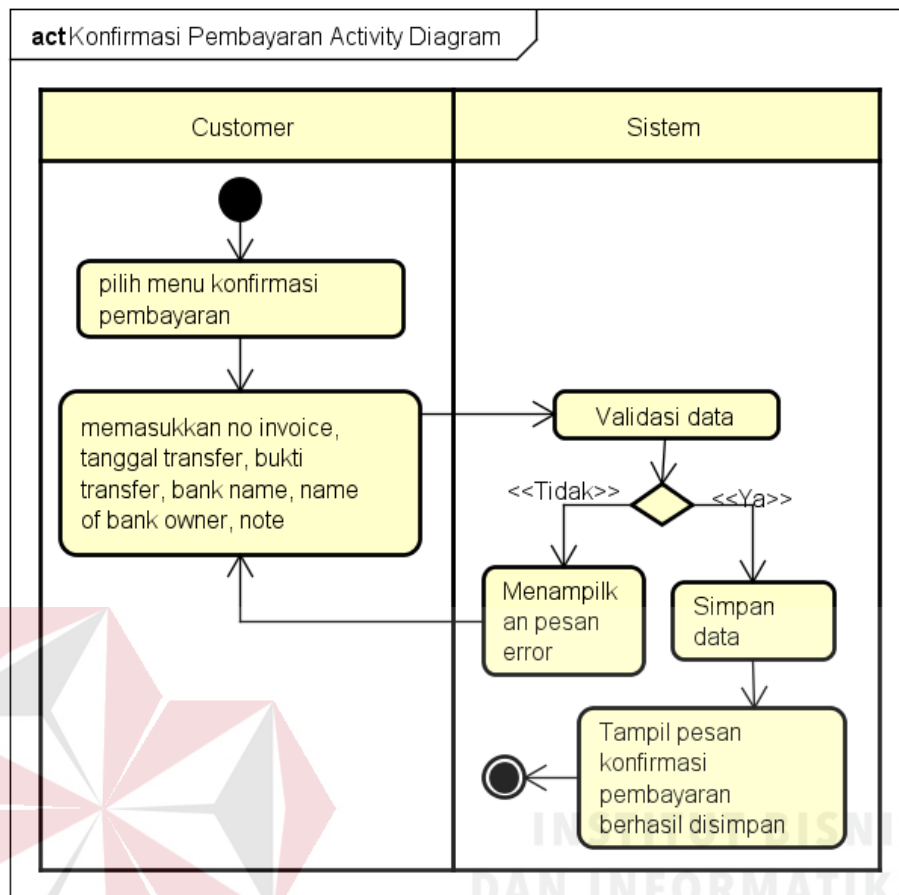 act Konfirmasi Pembayaran Activity Diagram
Customer
Sistem
pilih menu konfirmasi
pembayaran
memasukkan no invoice,
tanggal transfer, bukti
transfer, bank name, name
of bank owner, note
Validasi data
<<Tidak>>
<<Ya>>
Menampilk
an pesan
error
Simpan
data
Tampil pesan
konfirmasi
pembayaran
berhasil disimpan
INSTITUT BISNI
DAN INFORMATIK